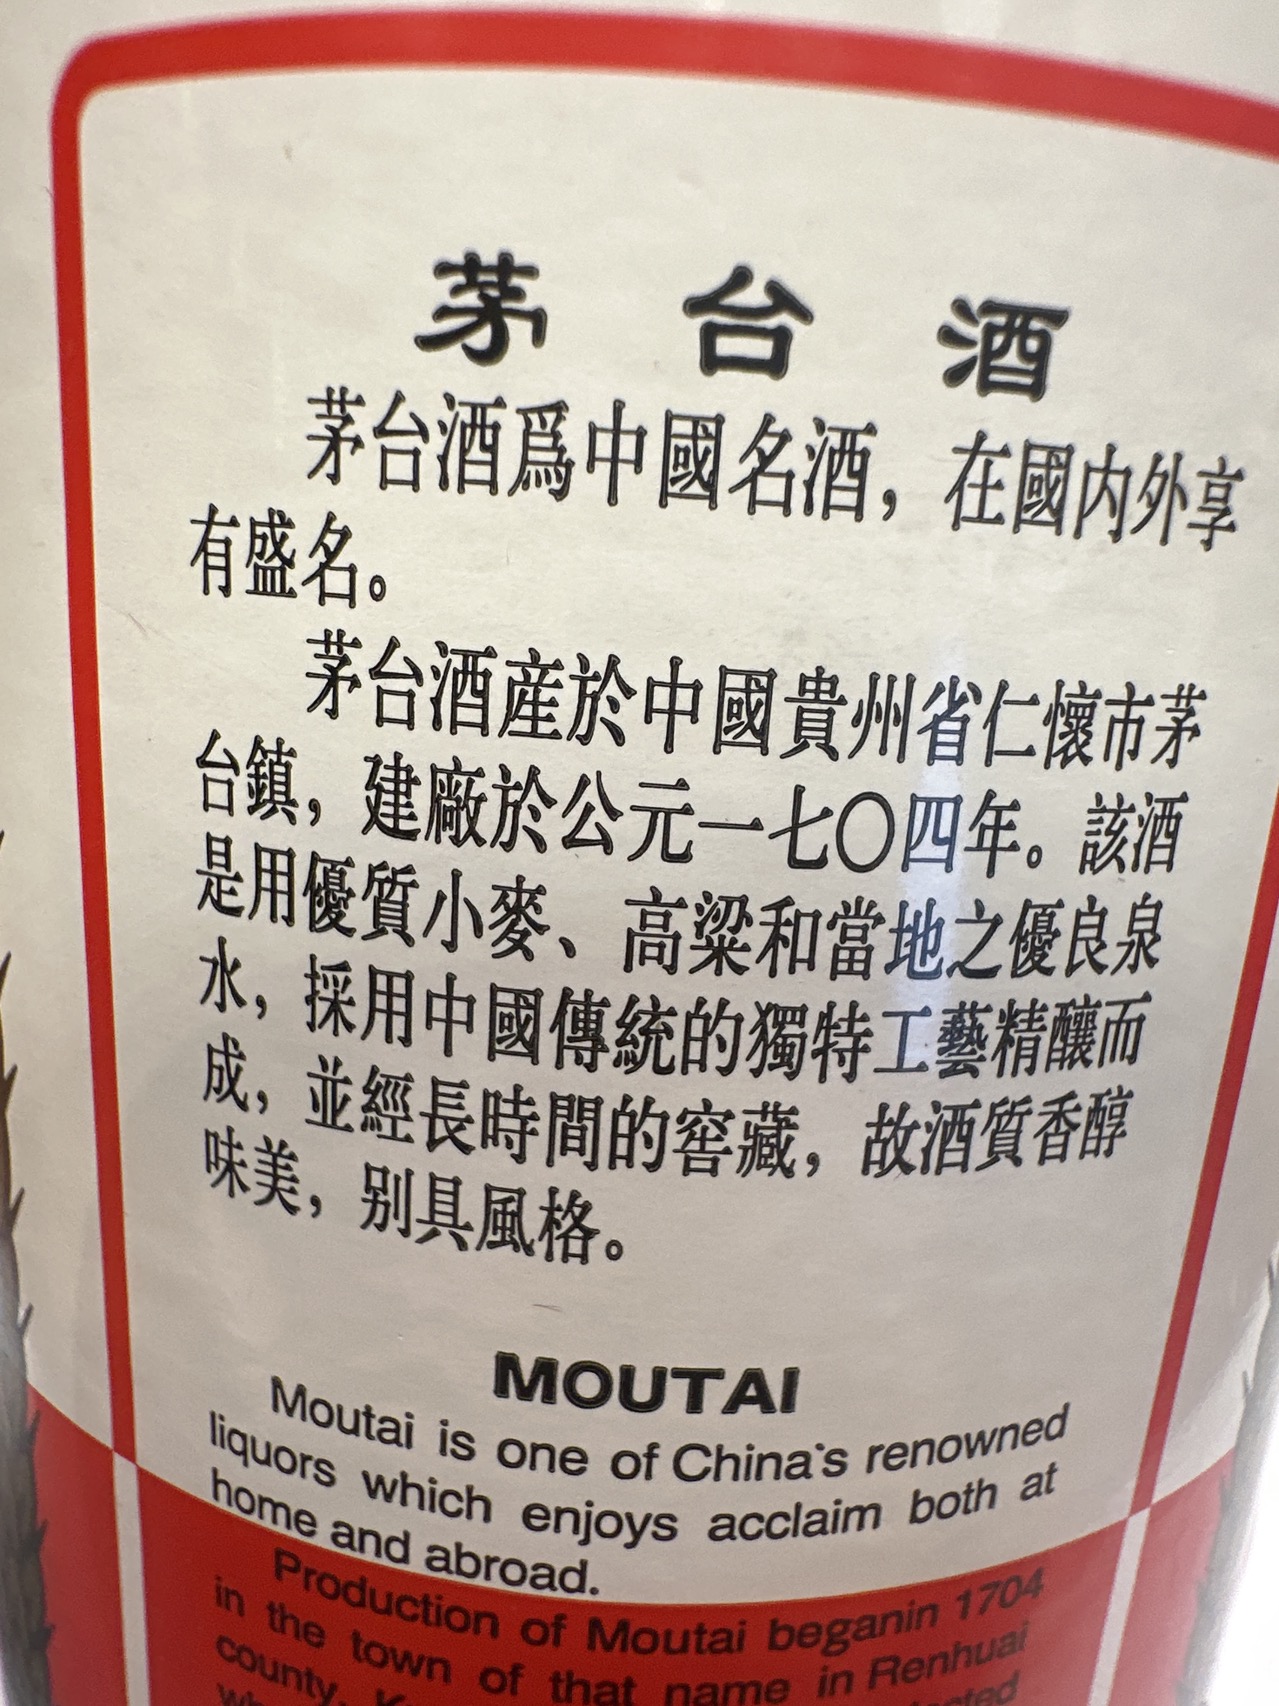 茅台酒
茅台酒爲中國名酒，在國内外享
有盛名。
茅台酒産於中國貴州省仁懷市茅
台鎮，建廠於公元一七〇四年。該酒
是用優質小麥、高粱和當地之優良泉
水，採用中國傳統的獨特工藝精釀而
成，並經長時間的窖藏，故酒質香醇
味美，别具風格。
MOUTAI
Moutai is one of China's renowned
liquors which enjoys acclaim both at
home and abroad.
Production of Moutai beganin 1704
in the town of that name in Renhuai
county,